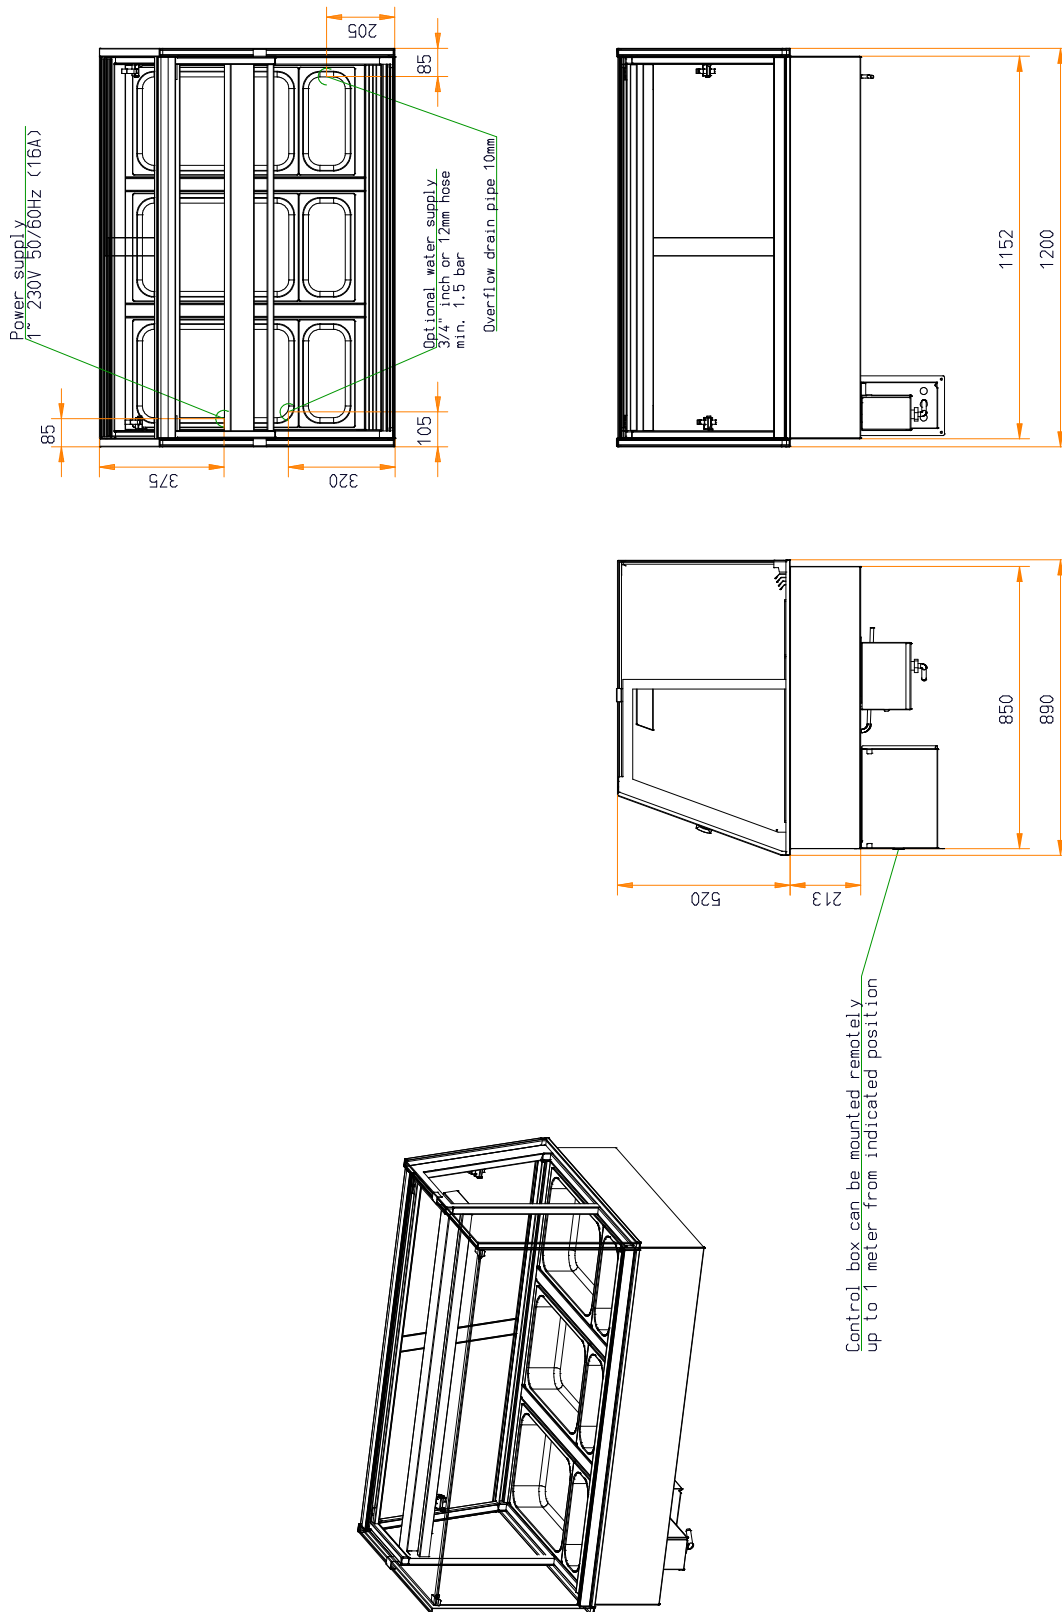 Power supply
1~ 230V 50/60Hz (16A)
85
375
320
105
205
85
Optional water supply
3/4" inch or 12mm hose
min. 1.5 bar
Overflow drain pipe 10mm
1152
1200
520
213
850
890
Control box can be mounted remotely
up to 1 meter from indicated position